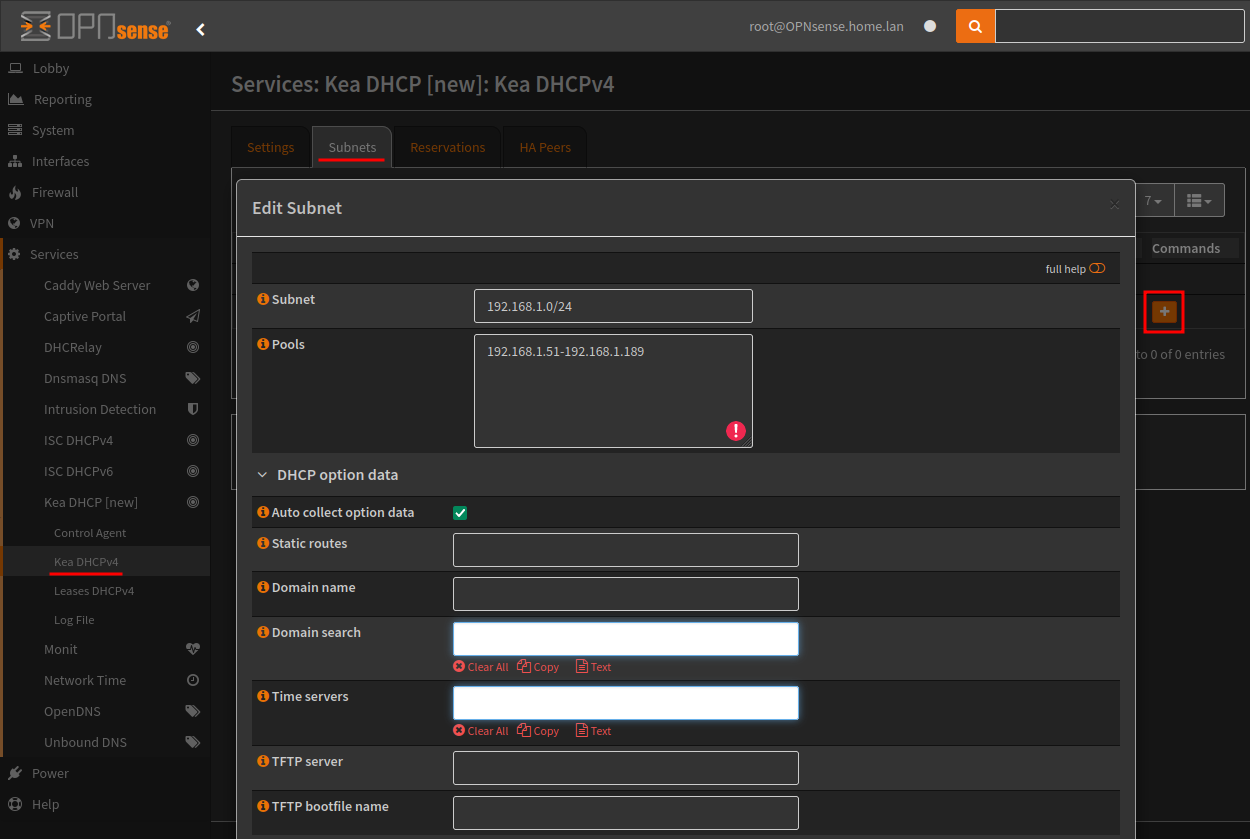 OPNsense
root@OPNsense.home.lan
Lobby
Reporting
System
Interfaces
Firewall
VPN
Services
Caddy Web Server
Captive Portal
DHCRelay
Dnsmasq DNS
Intrusion Detection
ISC DHCPv4
ISC DHCPv6
Kea DHCP [new]
Control Agent
Kea DHCPv4
Leases DHCPv4
Log File
Monit
Network Time
OpenDNS
Unbound DNS
Power
Help
Services: Kea DHCP [new]: Kea DHCPv4
Settings Subnets Reservations HA Peers
7
Commands
to 0 of 0 entries
Edit Subnet
full help
Subnet 192.168.1.0/24
Pools 192.168.1.51-192.168.1.189
DHCP option data
Auto collect option data
Static routes
Domain name
Domain search
Clear All Copy Text
Time servers
Clear All Copy Text
TFTP server
TFTP bootfile name